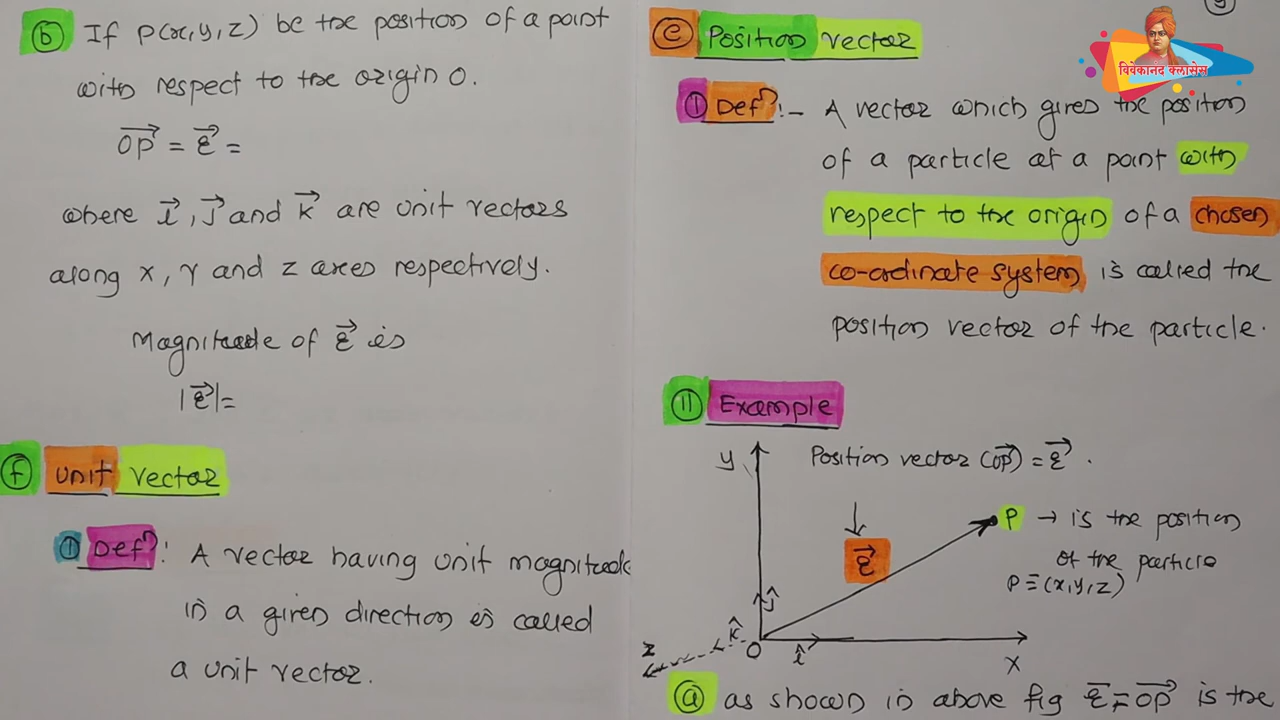 ⓑ If P(x,y,z) be the position of a point
with respect to the origin O.
OP⃗ = r⃗ =
where i⃗, j⃗ and k⃗ are unit vectors
along x, y and z axes respectively.
Magnitude of r⃗ is
|r⃗| =
ⓕ Unit vector
① Defⁿ: A vector having unit magnitude
in a given direction is called
a unit vector.
9
विवेकानंद क्लासेस
ⓔ Position vector
① Defⁿ:- A vector which gives the position
of a particle at a point with
respect to the origin of a chosen
co-ordinate system is called the
position vector of the particle.
⑪ Example
y
Position vector (OP⃗) = r⃗.
r⃗
P → is the position
of the particle
P ≡ (x,y,z)
ĵ
k̂
z
O
î
X
ⓐ as shown in above fig r⃗ = OP⃗ is the